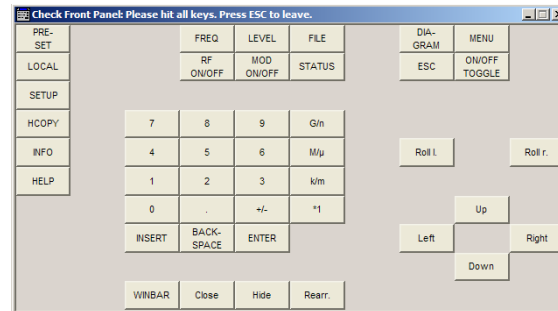 Check Front Panel: Please hit all keys. Press ESC to leave.
PRE-
SET
FREQ
LEVEL
FILE
DIA-
GRAM
MENU
LOCAL
RF
ON/OFF
MOD
ON/OFF
STATUS
ESC
ON/OFF
TOGGLE
SETUP
HCOPY
7
8
9
G/n
INFO
4
5
6
M/µ
Roll l.
Roll r.
HELP
1
2
3
k/m
0
.
+/-
*1
Up
INSERT
BACK-
SPACE
ENTER
Left
Right
Down
WINBAR
Close
Hide
Rearr.